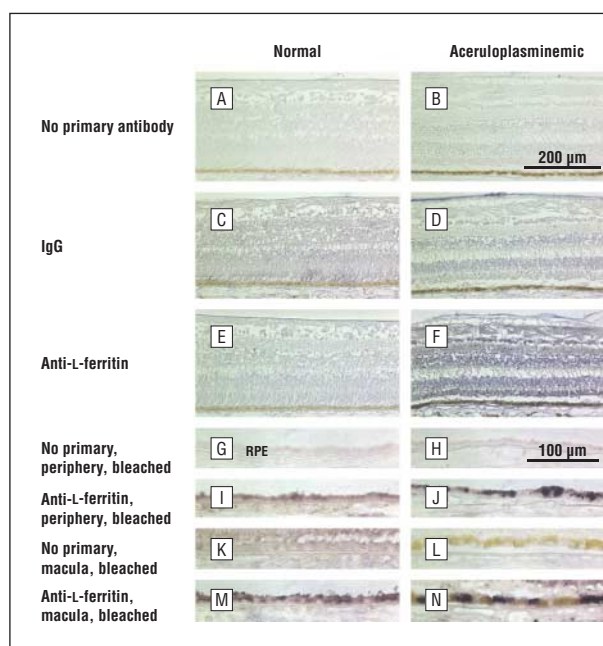 Normal Aceruloplasminemic
No primary antibody
A B
200 µm
IgG
C D
Anti-L-ferritin
E F
No primary,
periphery, bleached
G RPE H
100 µm
Anti-L-ferritin,
periphery, bleached
I J
No primary,
macula, bleached
K L
Anti-L-ferritin,
macula, bleached
M N